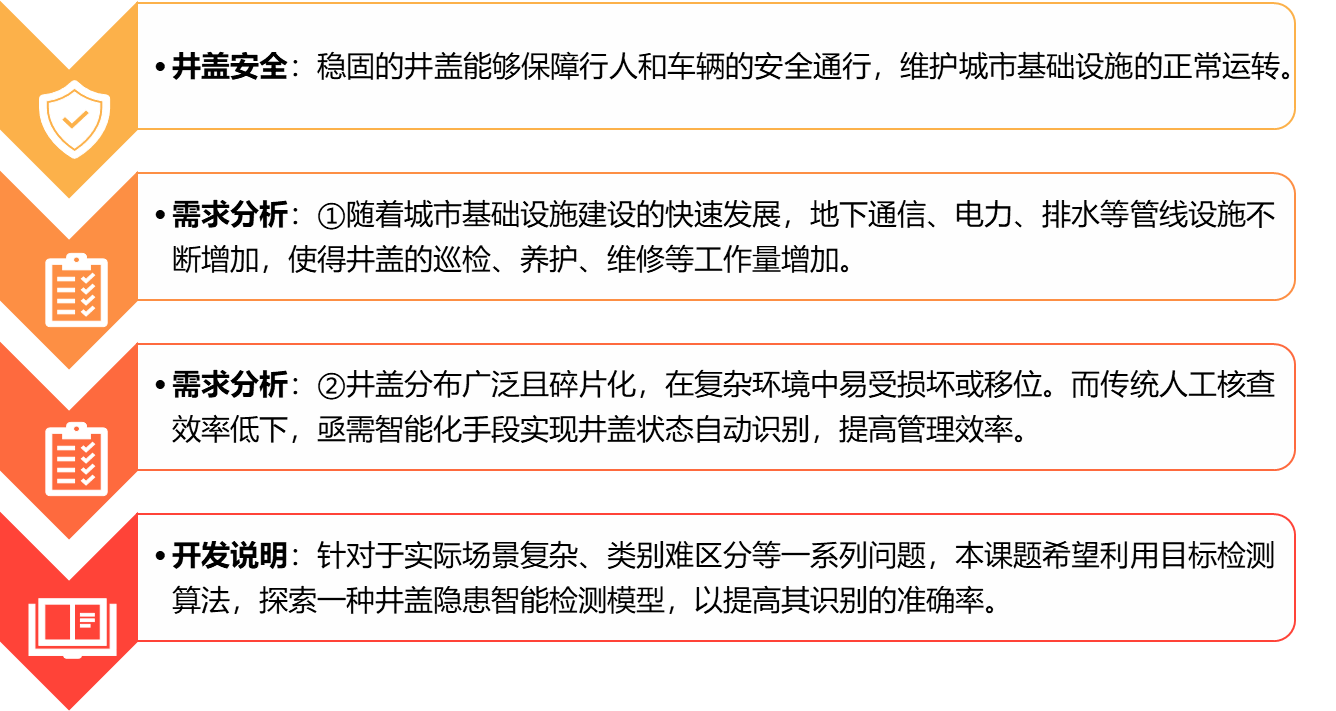 • 井盖安全：稳固的井盖能够保障行人和车辆的安全通行，维护城市基础设施的正常运转。
• 需求分析：①随着城市基础设施建设的快速发展，地下通信、电力、排水等管线设施不
断增加，使得井盖的巡检、养护、维修等工作量增加。
• 需求分析：②井盖分布广泛且碎片化，在复杂环境中易受损坏或移位。而传统人工核查
效率低下，亟需智能化手段实现井盖状态自动识别，提高管理效率。
• 开发说明：针对于实际场景复杂、类别难区分等一系列问题，本课题希望利用目标检测
算法，探索一种井盖隐患智能检测模型，以提高其识别的准确率。